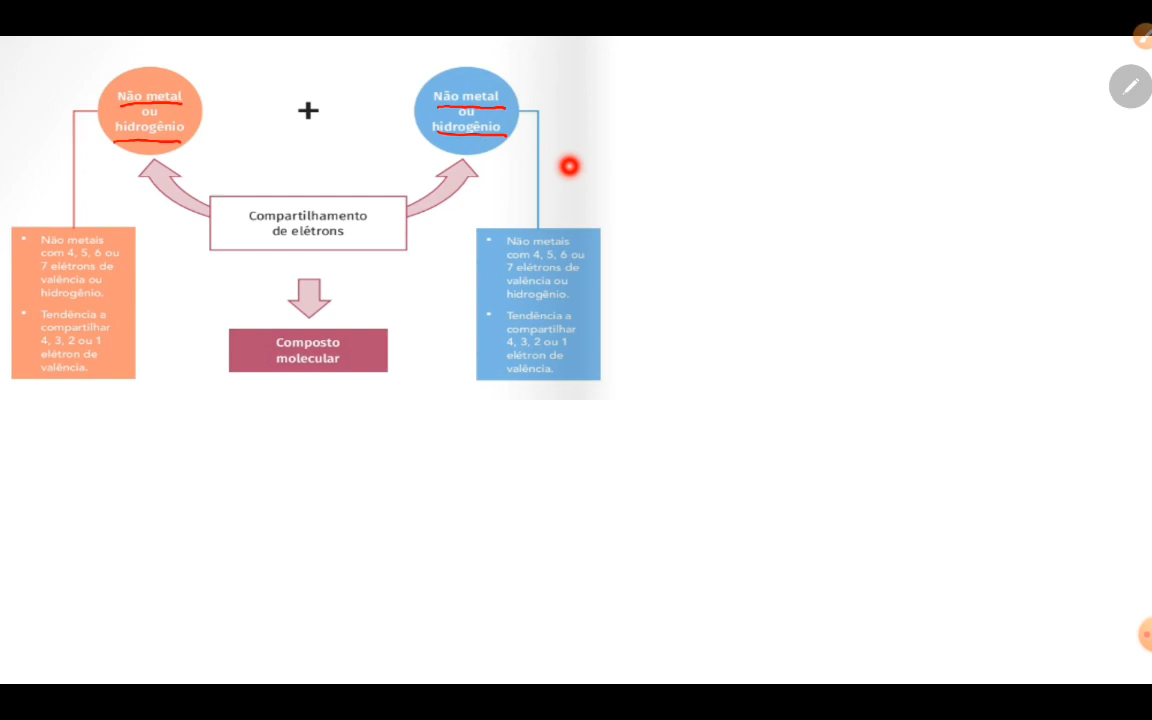 Não metal
ou
hidrogênio
+
Não metal
ou
hidrogênio
Compartilhamento
de elétrons
▪ Não metais
com 4, 5, 6 ou
7 elétrons de
valência ou
hidrogênio.
▪ Tendência a
compartilhar
4, 3, 2 ou 1
elétron de
valência.
Composto
molecular
▪ Não metais
com 4, 5, 6 ou
7 elétrons de
valência ou
hidrogênio.
▪ Tendência a
compartilhar
4, 3, 2 ou 1
elétron de
valência.